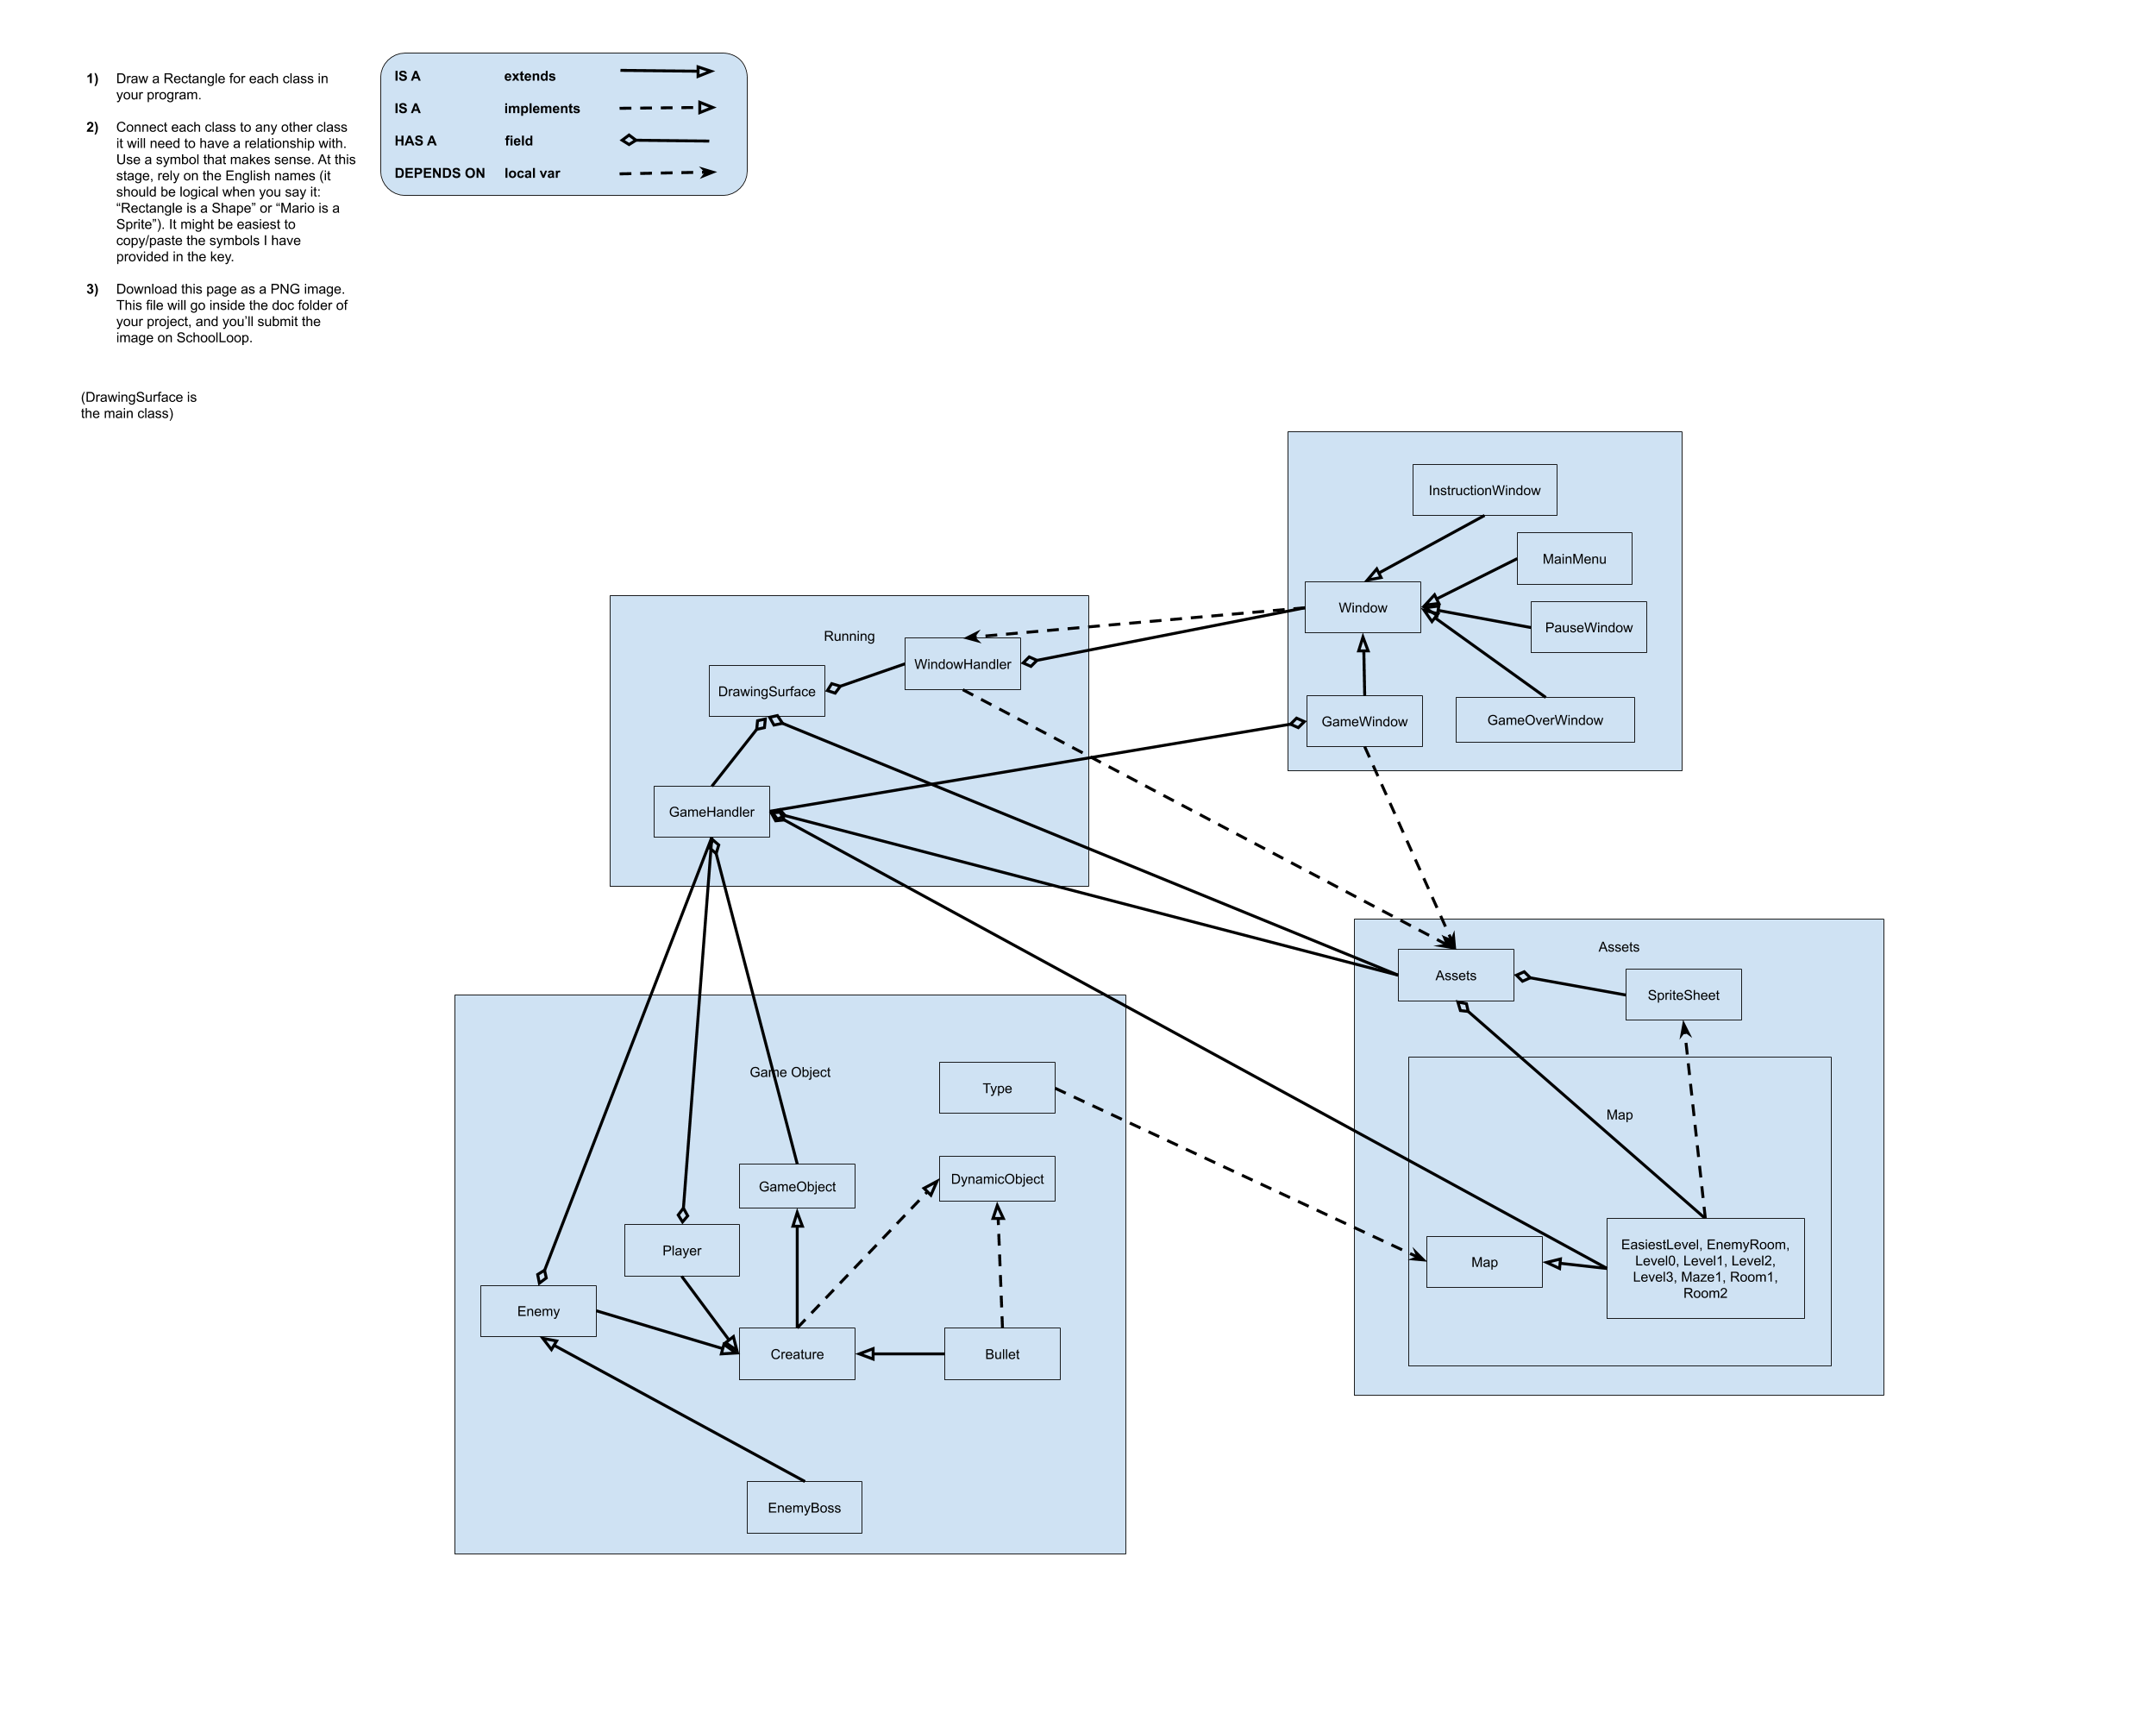 1) Draw a Rectangle for each class in
your program.
2) Connect each class to any other class
it will need to have a relationship with.
Use a symbol that makes sense. At this
stage, rely on the English names (it
should be logical when you say it:
“Rectangle is a Shape” or “Mario is a
Sprite”). It might be easiest to
copy/paste the symbols I have
provided in the key.
3) Download this page as a PNG image.
This file will go inside the doc folder of
your project, and you’ll submit the
image on SchoolLoop.
(DrawingSurface is
the main class)
IS A extends
IS A implements
HAS A field
DEPENDS ON local var
InstructionWindow
MainMenu
Window
PauseWindow
GameWindow
GameOverWindow
Running
WindowHandler
DrawingSurface
GameHandler
Assets
Assets
SpriteSheet
Map
Map
EasiestLevel, EnemyRoom,
Level0, Level1, Level2,
Level3, Maze1, Room1,
Room2
Game Object
Type
GameObject
DynamicObject
Player
Enemy
Creature
Bullet
EnemyBoss